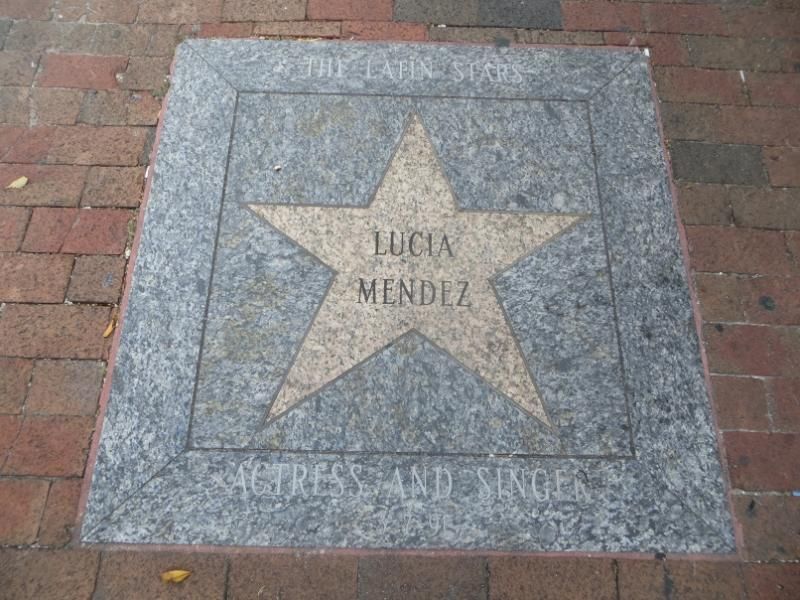 THE LATIN STARS
LUCIA
MENDEZ
ACTRESS AND SINGER